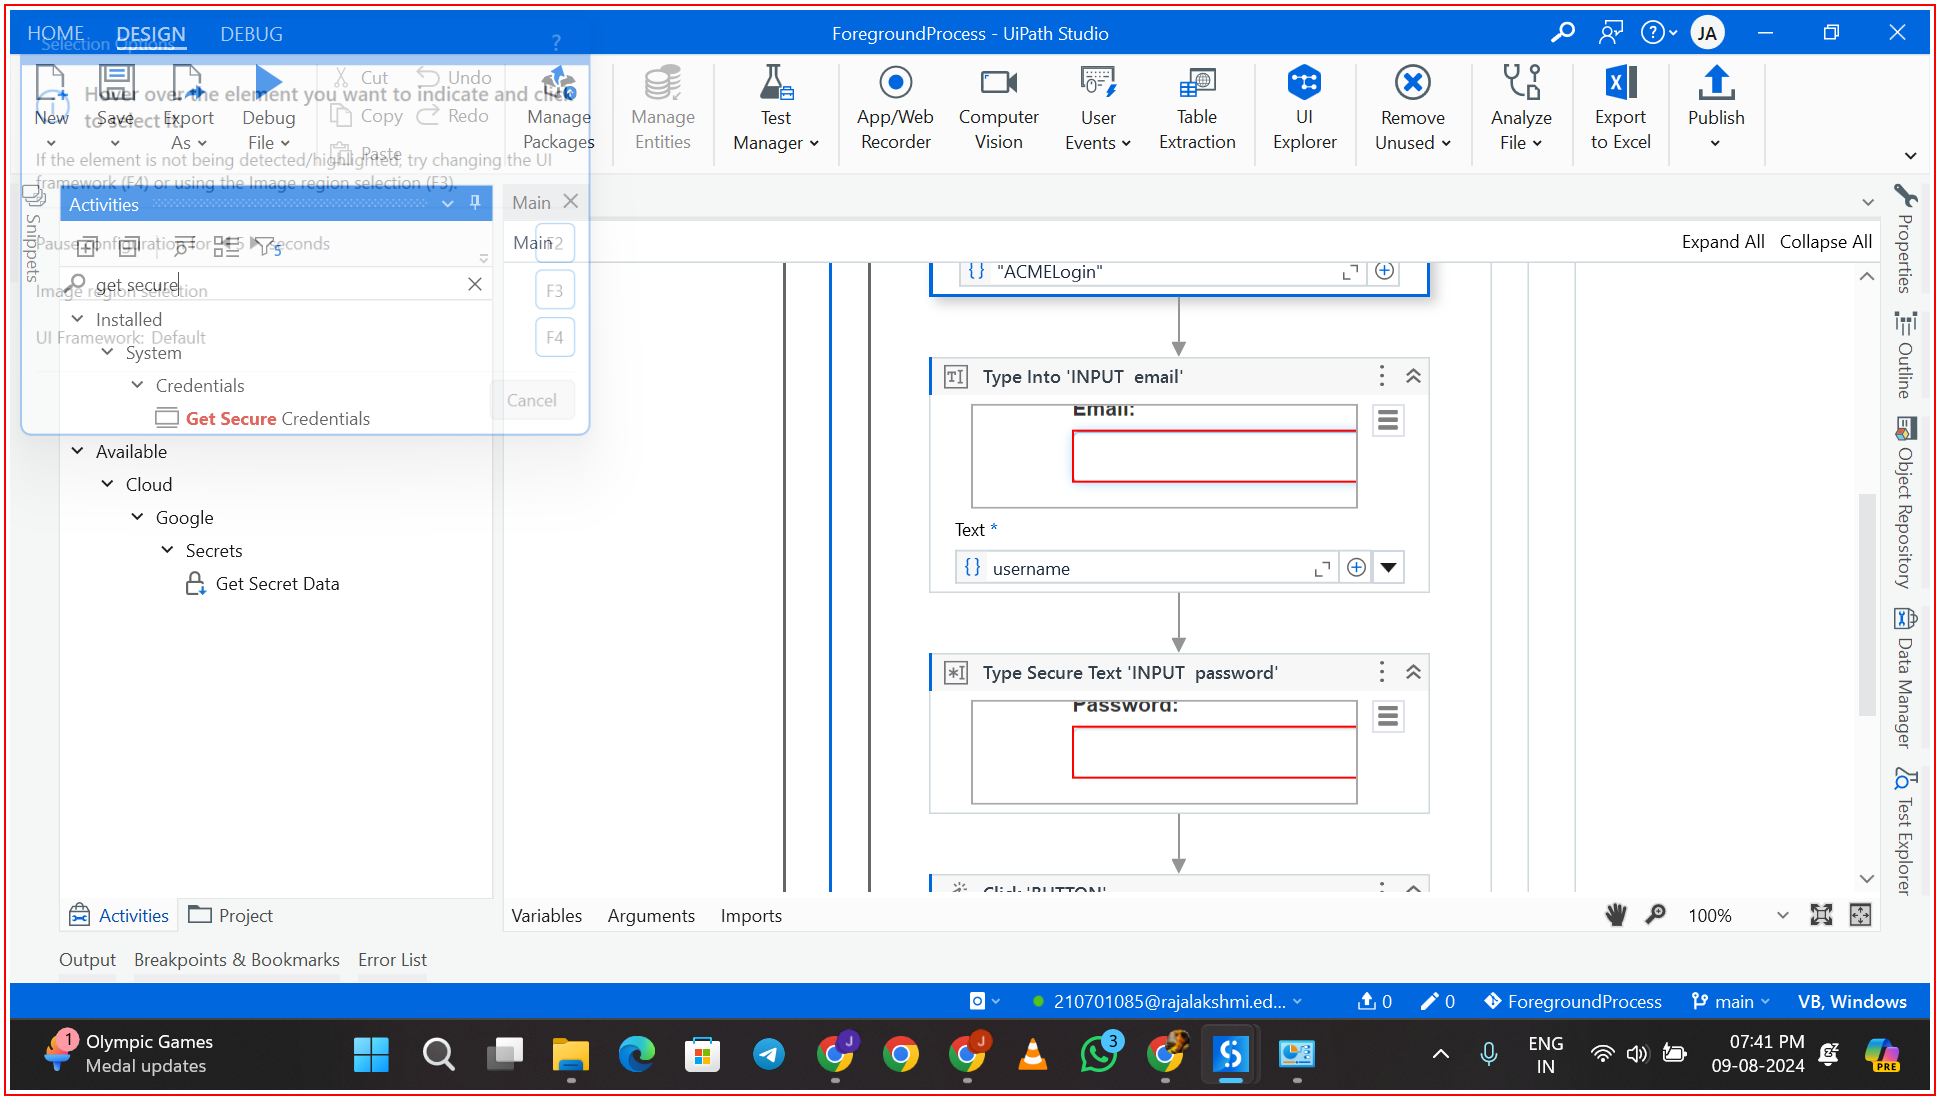 HOME DESIGN DEBUG
ForegroundProcess - UiPath Studio
JA
Selection Options
?
Hover over the element you want to indicate and click
to select it.
If the element is not being detected/highlighted, try changing the UI
framework (F4) or using the Image region selection (F3).
Pause configuration for 5 seconds
F2
Image region selection
F3
UI Framework: Default
F4
Cancel
New
Save
Export
As
Debug
File
Cut
Copy
Paste
Undo
Redo
Manage
Packages
Manage
Entities
Test
Manager
App/Web
Recorder
Computer
Vision
User
Events
Table
Extraction
UI
Explorer
Remove
Unused
Analyze
File
Export
to Excel
Publish
Snippets
Activities
5
get secure
Installed
System
Credentials
Get Secure Credentials
Available
Cloud
Google
Secrets
Get Secret Data
Main
Main
Expand All Collapse All
"ACMELogin"
Type Into 'INPUT email'
Email:
Text *
username
Type Secure Text 'INPUT password'
Password:
Click 'BUTTON'
Properties
Outline
Object Repository
Data Manager
Test Explorer
Activities Project
Variables Arguments Imports
100%
Output Breakpoints & Bookmarks Error List
210701085@rajalakshmi.ed...
0
0
ForegroundProcess
main
VB, Windows
1
Olympic Games
Medal updates
J
J
3
ENG
IN
07:41 PM
09-08-2024
PRE